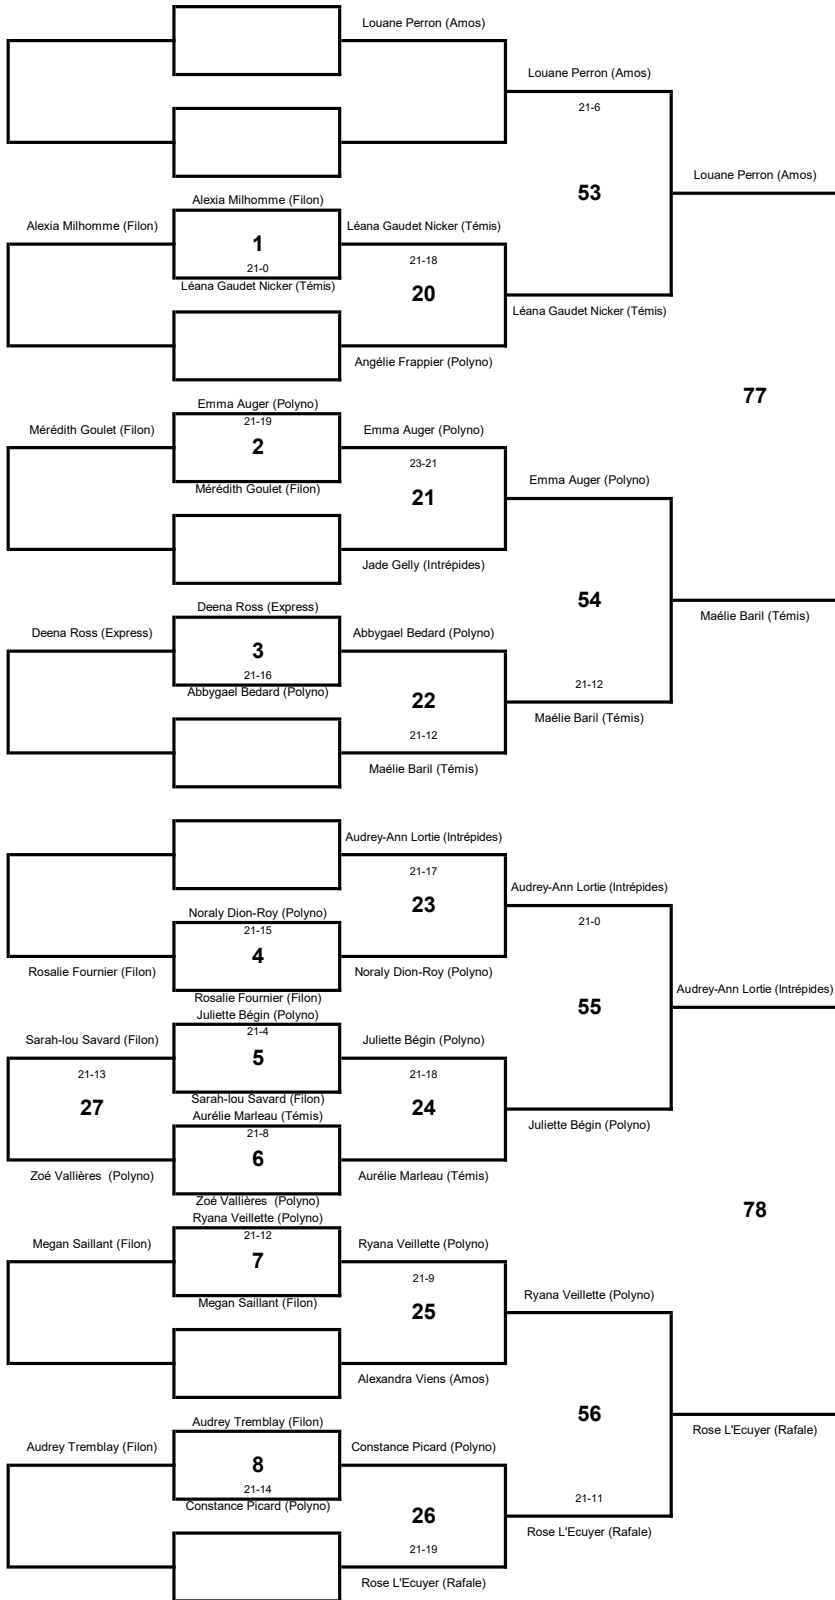 Louane Perron (Amos)
Louane Perron (Amos)
21-6
Louane Perron (Amos)
53
Alexia Milhomme (Filon)
Alexia Milhomme (Filon)
Léana Gaudet Nicker (Témis)
1
21-18
21-0
Léana Gaudet Nicker (Témis)
20
Léana Gaudet Nicker (Témis)
Angélie Frappier (Polyno)
77
Emma Auger (Polyno)
21-19
Mérédith Goulet (Filon)
Emma Auger (Polyno)
2
23-21
Emma Auger (Polyno)
Mérédith Goulet (Filon)
21
Jade Gelly (Intrépides)
54
Deena Ross (Express)
Maélie Baril (Témis)
Deena Ross (Express)
Abbygael Bedard (Polyno)
3
21-16
21-12
Abbygael Bedard (Polyno)
22
Maélie Baril (Témis)
21-12
Maélie Baril (Témis)
Audrey-Ann Lortie (Intrépides)
21-17
Audrey-Ann Lortie (Intrépides)
23
Noraly Dion-Roy (Polyno)
21-0
21-15
4
Rosalie Fournier (Filon)
Noraly Dion-Roy (Polyno)
Audrey-Ann Lortie (Intrépides)
Rosalie Fournier (Filon)
55
Juliette Bégin (Polyno)
21-4
Sarah-lou Savard (Filon)
Juliette Bégin (Polyno)
5
21-13
21-18
Sarah-lou Savard (Filon)
27
24
Aurélie Marleau (Témis)
Juliette Bégin (Polyno)
21-8
6
Zoé Vallières (Polyno)
Aurélie Marleau (Témis)
Zoé Vallières (Polyno)
78
Ryana Veillette (Polyno)
21-12
Megan Saillant (Filon)
Ryana Veillette (Polyno)
7
21-9
Ryana Veillette (Polyno)
Megan Saillant (Filon)
25
Alexandra Viens (Amos)
56
Audrey Tremblay (Filon)
Rose L'Ecuyer (Rafale)
Audrey Tremblay (Filon)
Constance Picard (Polyno)
8
21-14
21-11
Constance Picard (Polyno)
26
Rose L'Ecuyer (Rafale)
21-19
Rose L'Ecuyer (Rafale)